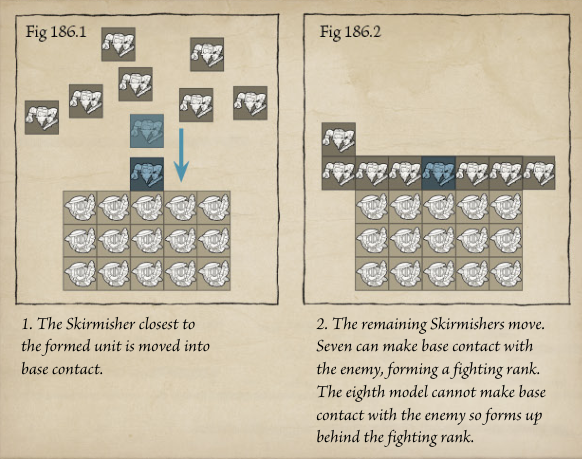 Fig 186.1
1. The Skirmisher closest to
the formed unit is moved into
base contact.
Fig 186.2
2. The remaining Skirmishers move.
Seven can make base contact with
the enemy, forming a fighting rank.
The eighth model cannot make base
contact with the enemy so forms up
behind the fighting rank.